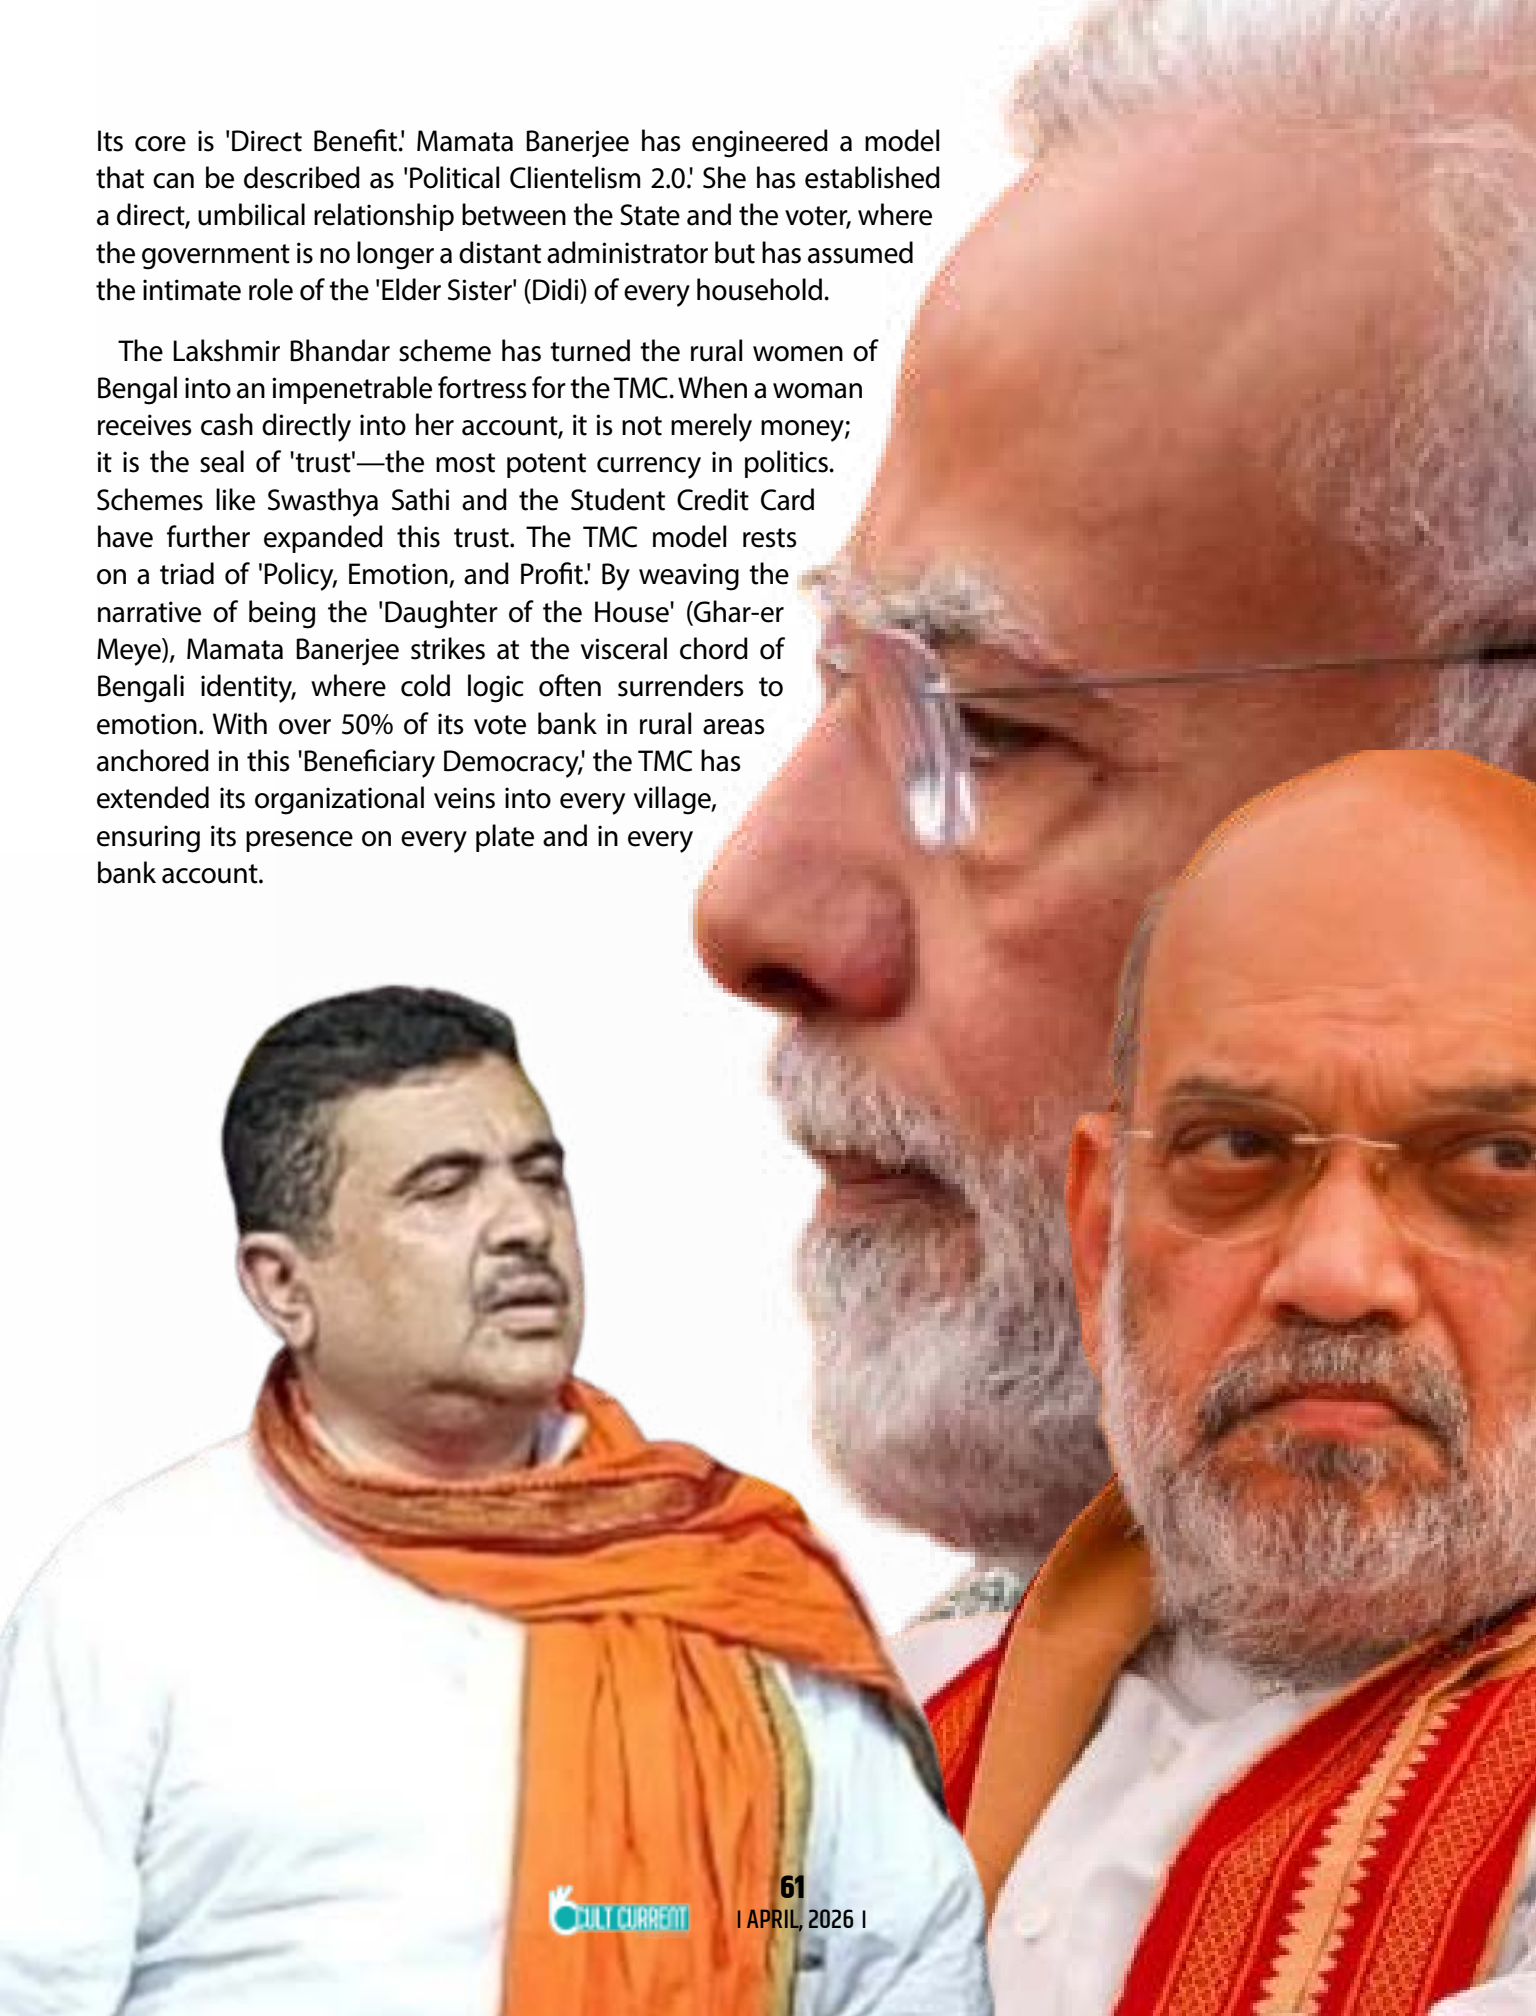 Its core is 'Direct Benefit.' Mamata Banerjee has engineered a model
that can be described as 'Political Clientelism 2.0.' She has established
a direct, umbilical relationship between the State and the voter, where
the government is no longer a distant administrator but has assumed
the intimate role of the 'Elder Sister' (Didi) of every household.
The Lakshmir Bhandar scheme has turned the rural women of
Bengal into an impenetrable fortress for the TMC. When a woman
receives cash directly into her account, it is not merely money;
it is the seal of 'trust'—the most potent currency in politics.
Schemes like Swasthya Sathi and the Student Credit Card
have further expanded this trust. The TMC model rests
on a triad of 'Policy, Emotion, and Profit.' By weaving the
narrative of being the 'Daughter of the House' (Ghar-er
Meye), Mamata Banerjee strikes at the visceral chord of
Bengali identity, where cold logic often surrenders to
emotion. With over 50% of its vote bank in rural areas
anchored in this 'Beneficiary Democracy,' the TMC has
extended its organizational veins into every village,
ensuring its presence on every plate and in every
bank account.
CULT CURRENT
61
I APRIL, 2026 I